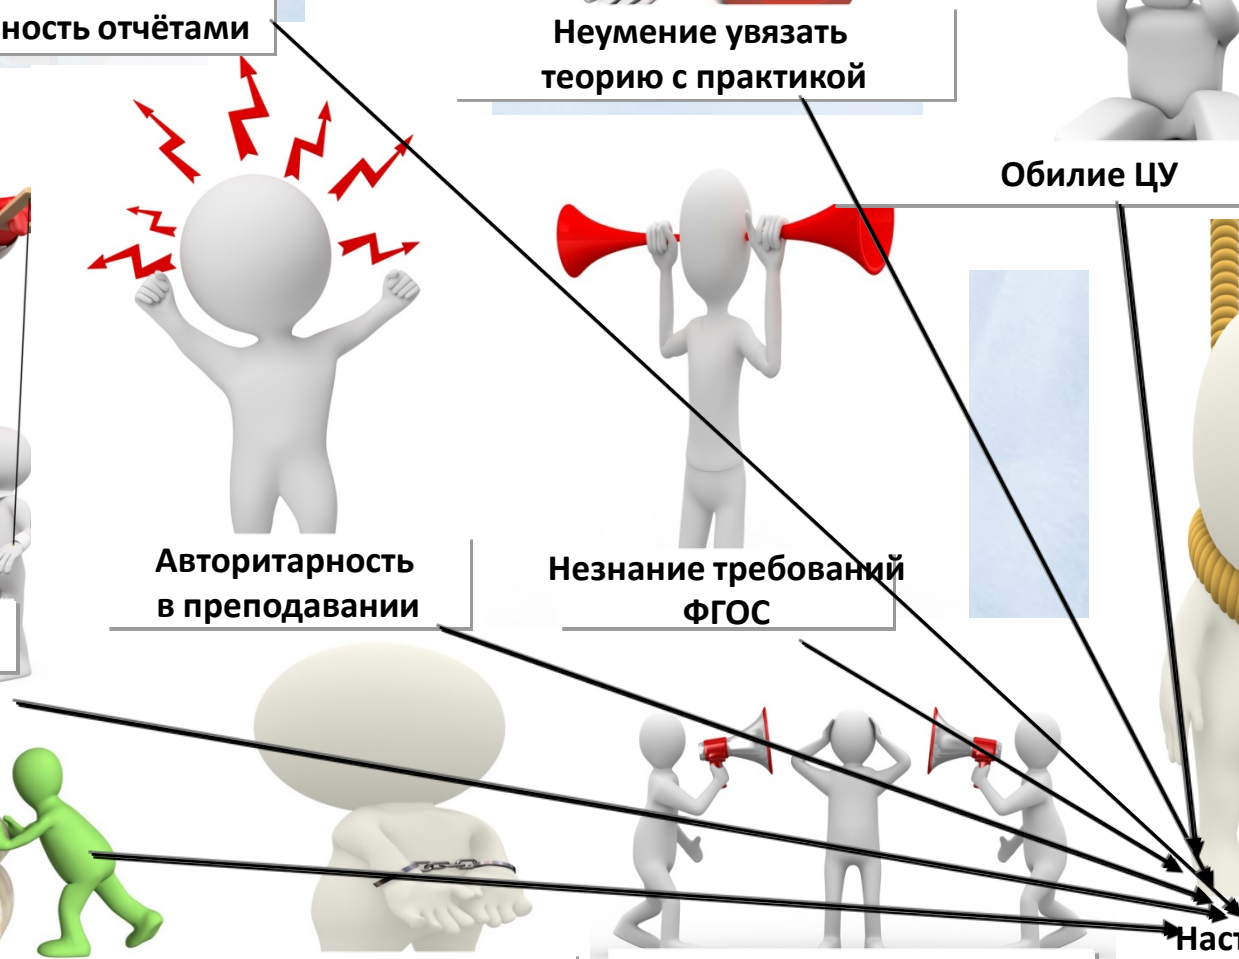 ность отчётами
Неумение увязать
теорию с практикой
Обилие ЦУ
Авторитарность
в преподавании
Незнание требований
ФГОС
Наст